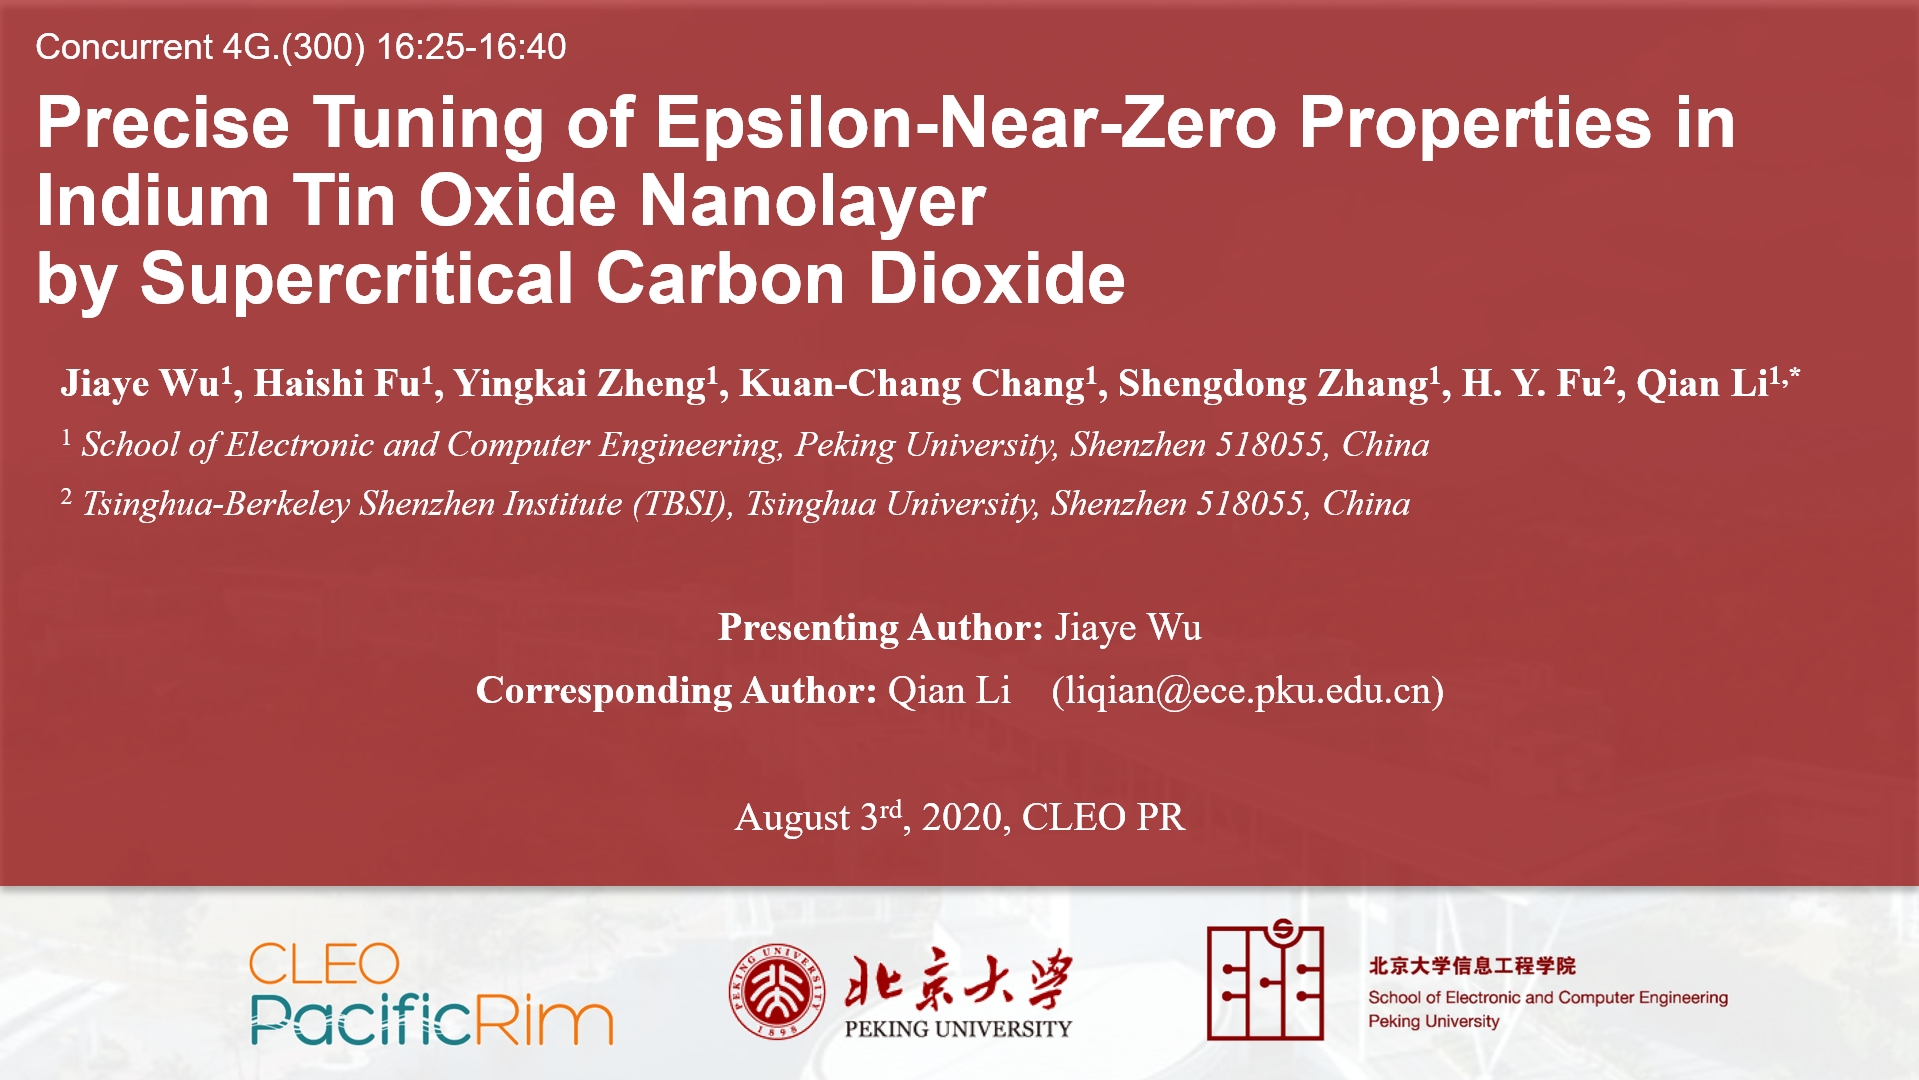 Concurrent 4G.(300) 16:25-16:40
Precise Tuning of Epsilon-Near-Zero Properties in
Indium Tin Oxide Nanolayer
by Supercritical Carbon Dioxide
Jiaye Wu¹, Haishi Fu¹, Yingkai Zheng¹, Kuan-Chang Chang¹, Shengdong Zhang¹, H. Y. Fu², Qian Li¹,*
¹ School of Electronic and Computer Engineering, Peking University, Shenzhen 518055, China
² Tsinghua-Berkeley Shenzhen Institute (TBSI), Tsinghua University, Shenzhen 518055, China
Presenting Author: Jiaye Wu
Corresponding Author: Qian Li (liqian@ece.pku.edu.cn)
August 3rd, 2020, CLEO PR
CLEO
PacificRim
PEKING UNIVERSITY
1898
北京大学
PEKING UNIVERSITY
S
北京大学信息工程学院
School of Electronic and Computer Engineering
Peking University